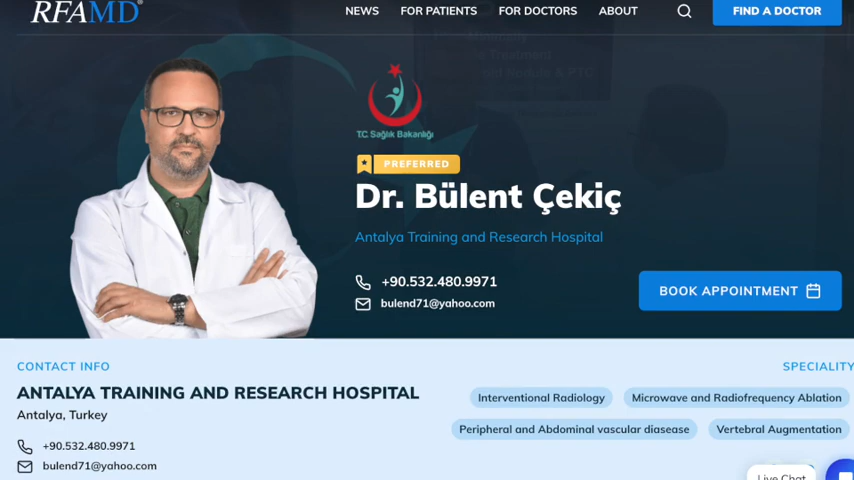 RFAMD®
NEWS FOR PATIENTS FOR DOCTORS ABOUT FIND A DOCTOR
T.C. Sağlık Bakanlığı
PREFERRED
Dr. Bülent Çekiç
Antalya Training and Research Hospital
+90.532.480.9971
bulend71@yahoo.com
BOOK APPOINTMENT
CONTACT INFO
ANTALYA TRAINING AND RESEARCH HOSPITAL
Antalya, Turkey
+90.532.480.9971
bulend71@yahoo.com
SPECIALITY
Interventional Radiology Microwave and Radiofrequency Ablation
Peripheral and Abdominal vascular diesease Vertebral Augmentation
Live Chat